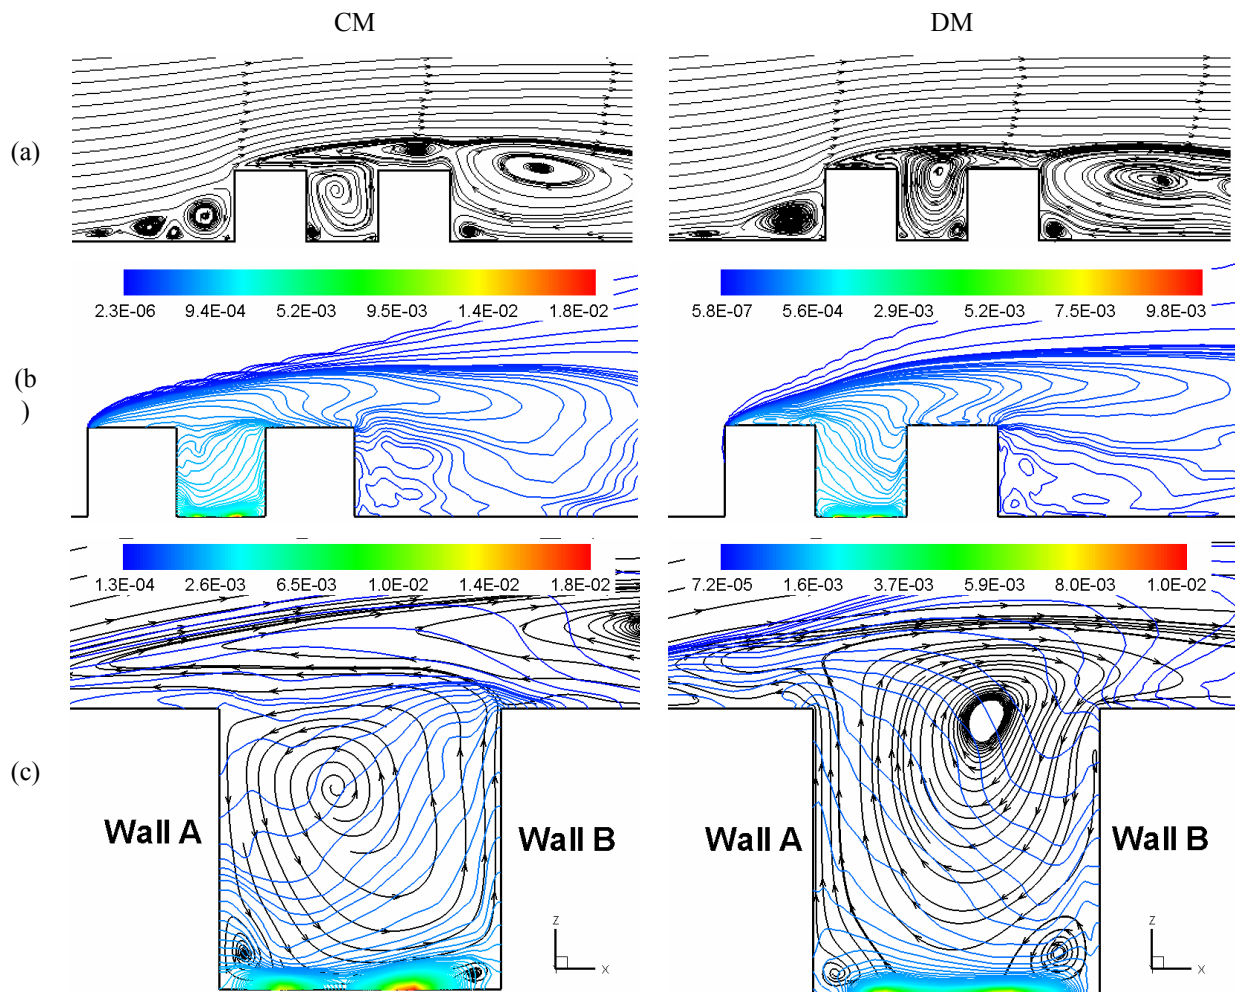 CM DM
(a)
2.3E-06 9.4E-04 5.2E-03 9.5E-03 1.4E-02 1.8E-02
5.8E-07 5.6E-04 2.9E-03 5.2E-03 7.5E-03 9.8E-03
(b
)
1.3E-04 2.6E-03 6.5E-03 1.0E-02 1.4E-02 1.8E-02
7.2E-05 1.6E-03 3.7E-03 5.9E-03 8.0E-03 1.0E-02
(c)
Wall A Wall B
Wall A Wall B
Z
X
Z
X